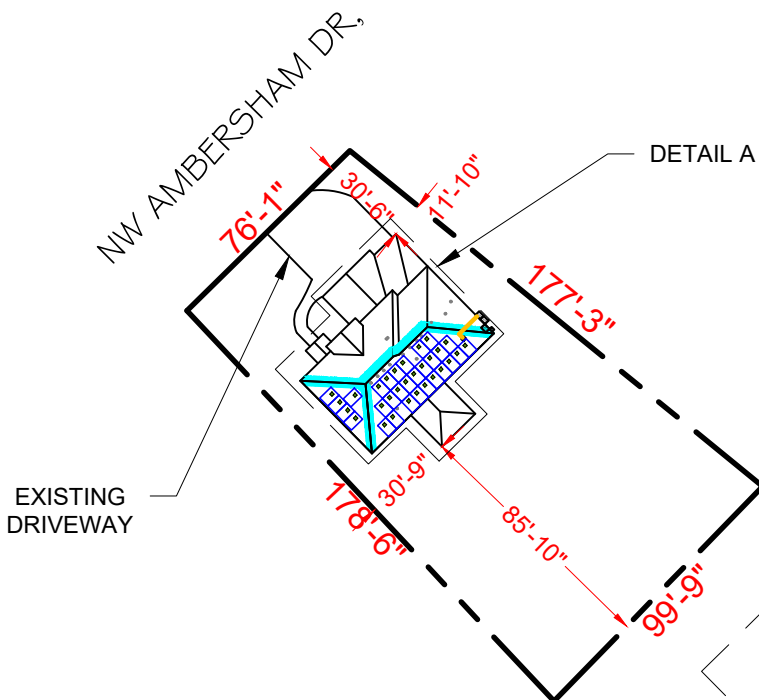 NW AMBERSHAM DR,
DETAIL A
76'-1"
30'-6"
11'-10"
177'-3"
EXISTING
DRIVEWAY
178'-6"
30'-9"
85'-10"
99'-9"